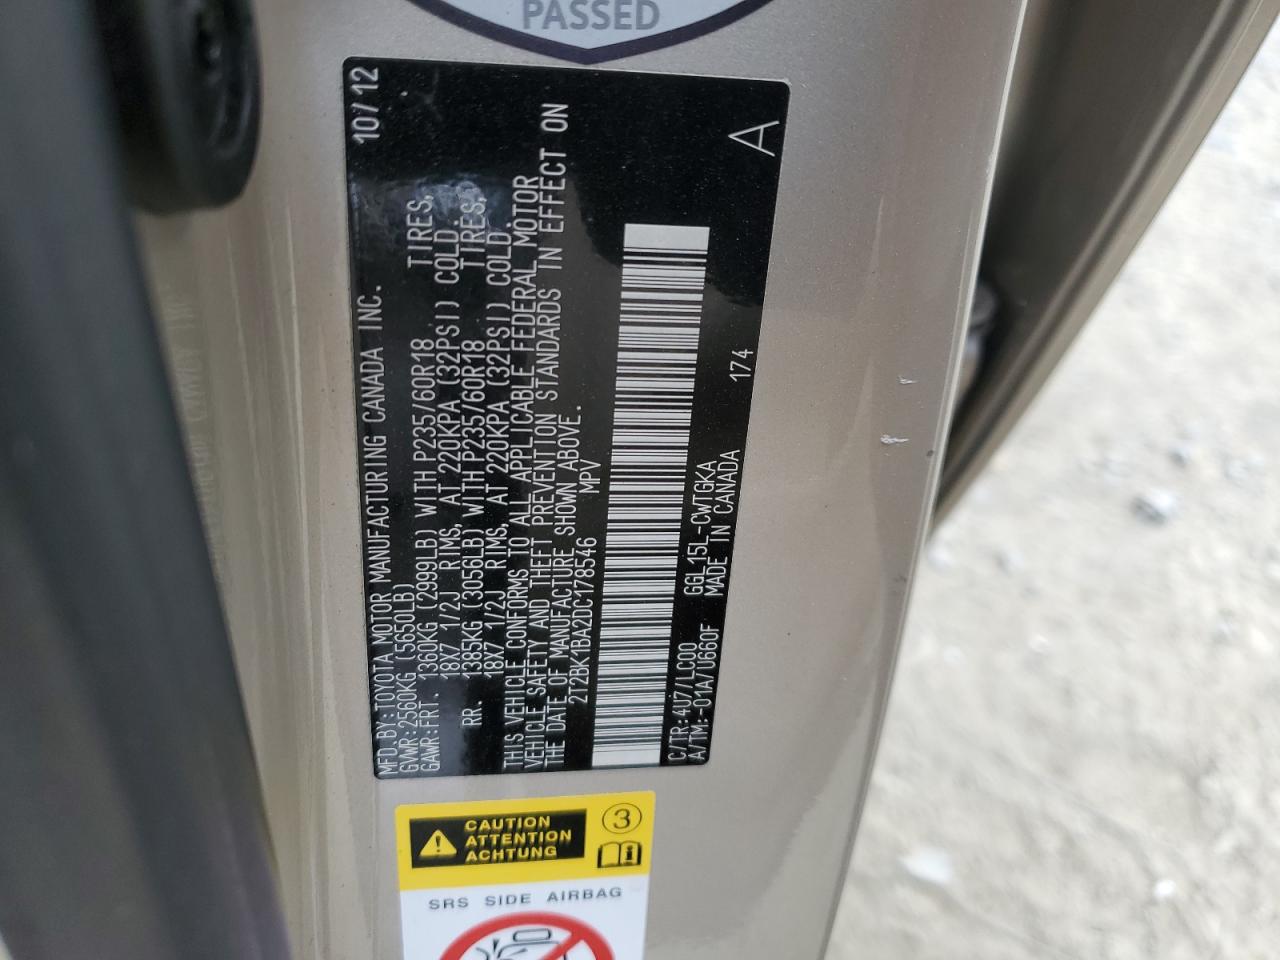 PASSED
MFD.BY:TOYOTA MOTOR MANUFACTURING CANADA INC. 10/12
GVWR:2560KG (5650LB)
GAWR:FRT. 1360KG (2999LB) WITH P235/60R18 TIRES,
18X7 1/2J RIMS, AT 220KPA (32PSI) COLD.
RR. 1385KG (3056LB) WITH P235/60R18 TIRES,
18X7 1/2J RIMS, AT 220KPA (32PSI) COLD.
THIS VEHICLE CONFORMS TO ALL APPLICABLE FEDERAL MOTOR
VEHICLE SAFETY AND THEFT PREVENTION STANDARDS IN EFFECT ON
THE DATE OF MANUFACTURE SHOWN ABOVE.
2T2BK1BA2DC178546 MPV
C/TR:4U7/LC00 GGL15L-CWTGKA
A/TM:-01A/U660F MADE IN CANADA 174 A
CAUTION
ATTENTION
ACHTUNG
3
SRS SIDE AIRBAG